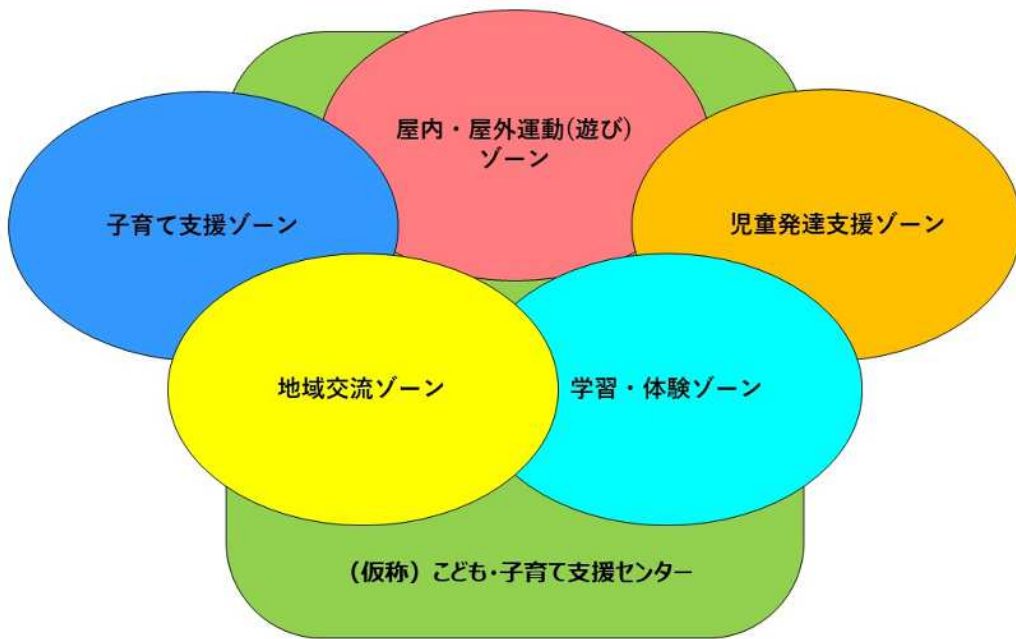 屋内・屋外運動(遊び)
ゾーン
子育て支援ゾーン
児童発達支援ゾーン
地域交流ゾーン
学習・体験ゾーン
（仮称）こども・子育て支援センター